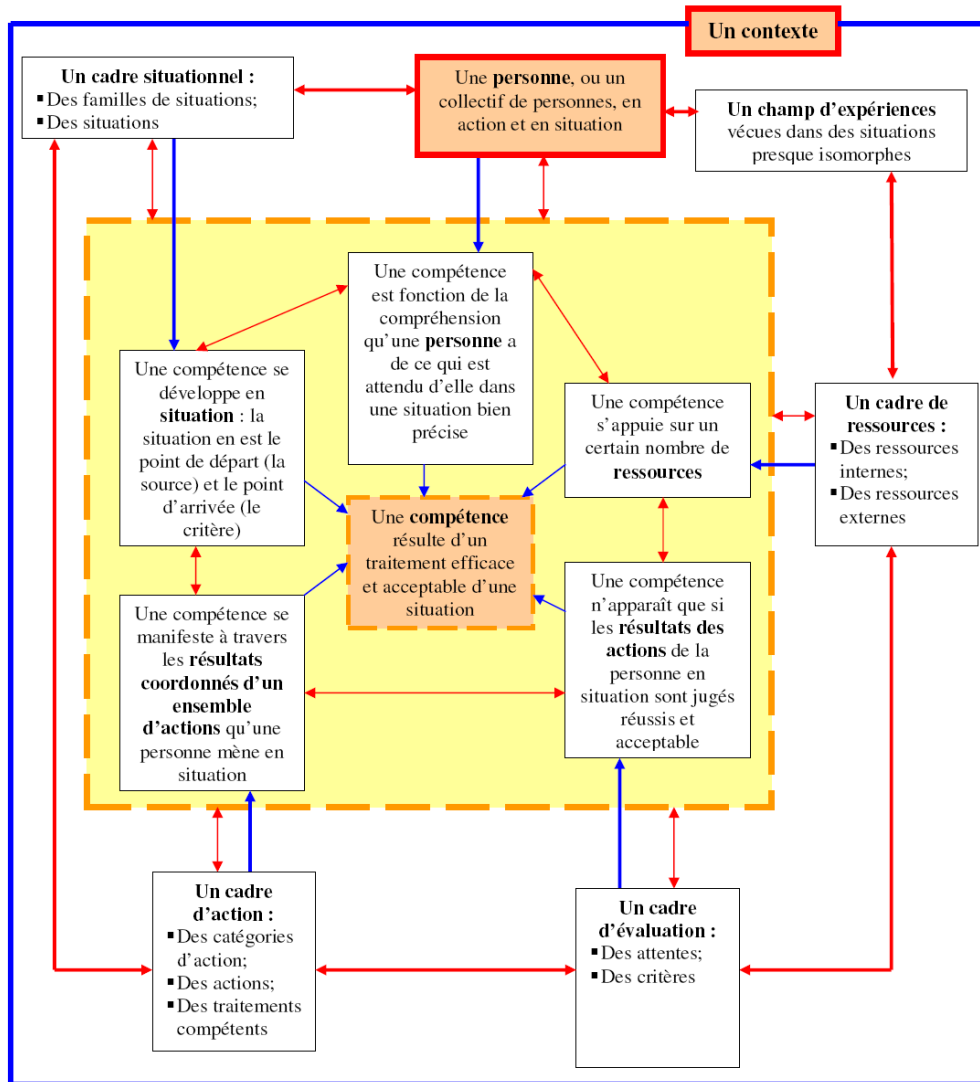 Un contexte
Un cadre situationnel :
▪ Des familles de situations;
▪ Des situations
Une personne, ou un
collectif de personnes, en
action et en situation
Un champ d'expériences
vécues dans des situations
presque isomorphes
Une compétence
est fonction de la
compréhension
qu'une personne a
de ce qui est
attendu d'elle dans
une situation bien
précise
Une compétence se
développe en
situation : la
situation en est le
point de départ (la
source) et le point
d'arrivée (le
critère)
Une compétence
s'appuie sur un
certain nombre de
ressources
Un cadre de
ressources :
▪ Des ressources
internes;
▪ Des ressources
externes
Une compétence
résulte d'un
traitement efficace
et acceptable d'une
situation
Une compétence se
manifeste à travers
les résultats
coordonnés d'un
ensemble
d'actions qu'une
personne mène en
situation
Une compétence
n'apparaît que si
les résultats des
actions de la
personne en
situation sont jugés
réussis et
acceptable
Un cadre
d'action :
▪ Des catégories
d'action;
▪ Des actions;
▪ Des traitements
compétents
Un cadre
d'évaluation :
▪ Des attentes;
▪ Des critères